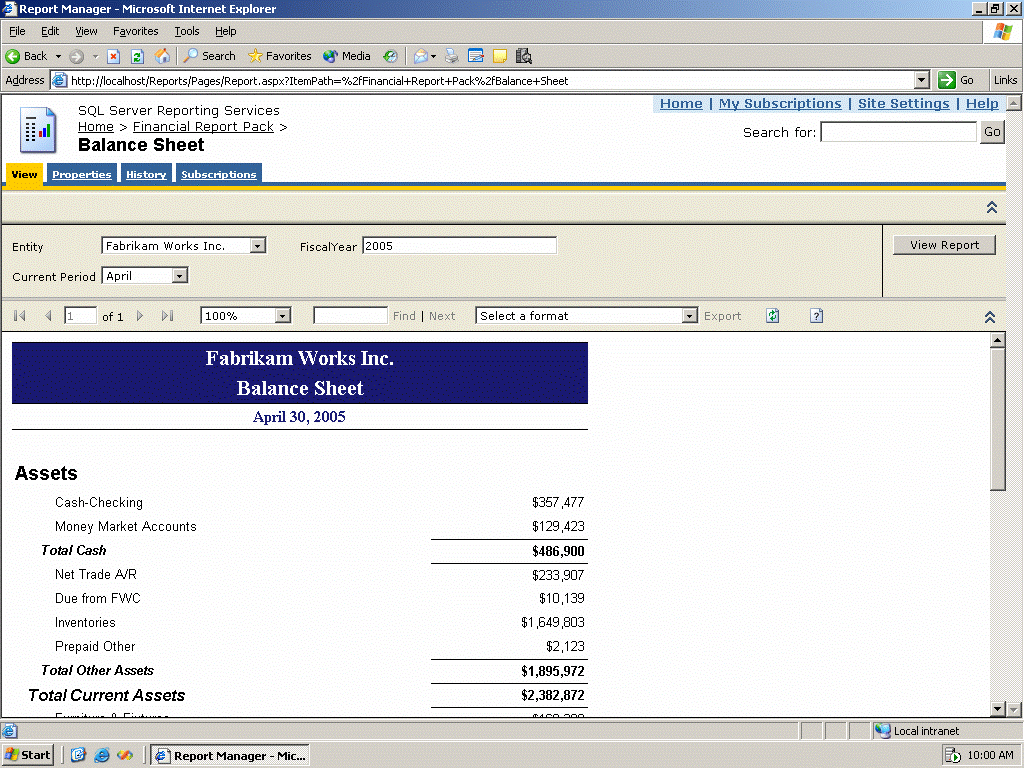 Report Manager - Microsoft Internet Explorer
File Edit View Favorites Tools Help
Back Search Favorites Media
Address http://localhost/Reports/Pages/Report.aspx?ItemPath=%2fFinancial+Report+Pack%2fBalance+Sheet Go Links
SQL Server Reporting Services
Home | My Subscriptions | Site Settings | Help
Home > Financial Report Pack >
Balance Sheet
Search for: Go
View Properties History Subscriptions
Entity Fabrikam Works Inc. FiscalYear 2005 View Report
Current Period April
1 of 1 100% Find | Next Select a format Export
Fabrikam Works Inc.
Balance Sheet
April 30, 2005
Assets
Cash-Checking $357,477
Money Market Accounts $129,423
Total Cash $486,900
Net Trade A/R $233,907
Due from FWC $10,139
Inventories $1,649,803
Prepaid Other $2,123
Total Other Assets $1,895,972
Total Current Assets $2,382,872
Furniture & Fixtures
Local intranet
Start Report Manager - Mic... 10:00 AM